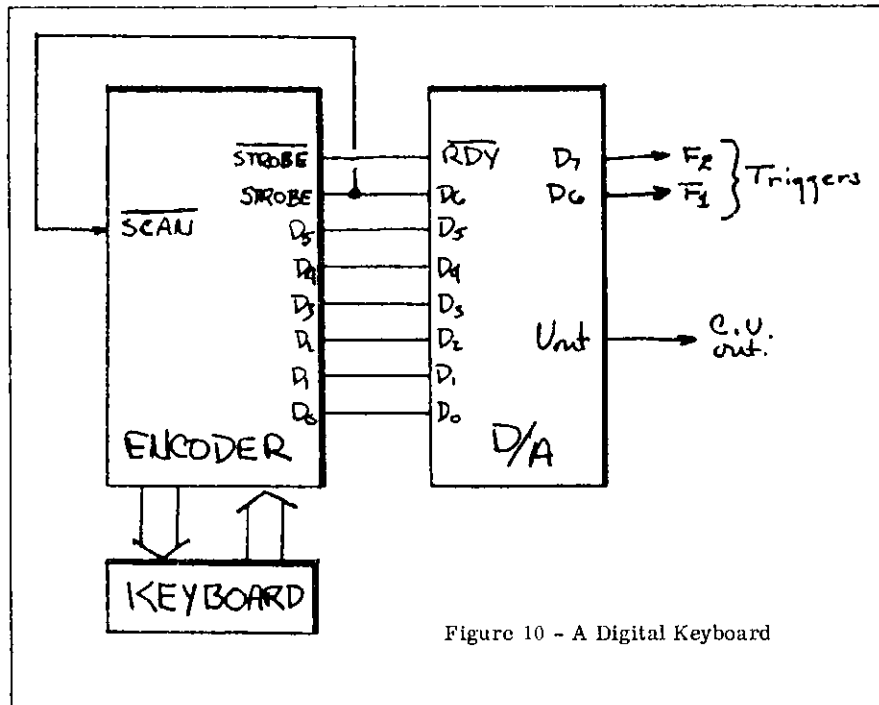 STROBE
STROBE
SCAN
D5
D4
D3
D2
D1
D0
ENCODER
RDY
D6
D5
D4
D3
D2
D1
D0
D7
D6
Vout
D/A
F2
F1
Triggers
C.V. out.
KEYBOARD
Figure 10 - A Digital Keyboard